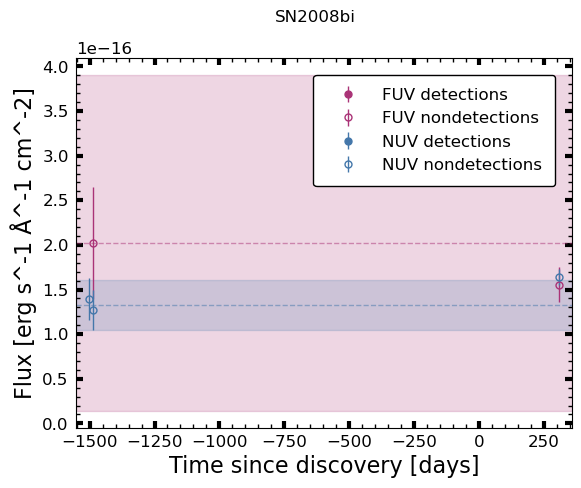 SN2008bi
1e−16
4.0
3.5
3.0
2.5
2.0
1.5
1.0
0.5
0.0
Flux [erg s^-1 Å^-1 cm^-2]
FUV detections
FUV nondetections
NUV detections
NUV nondetections
−1500 −1250 −1000 −750 −500 −250 0 250
Time since discovery [days]